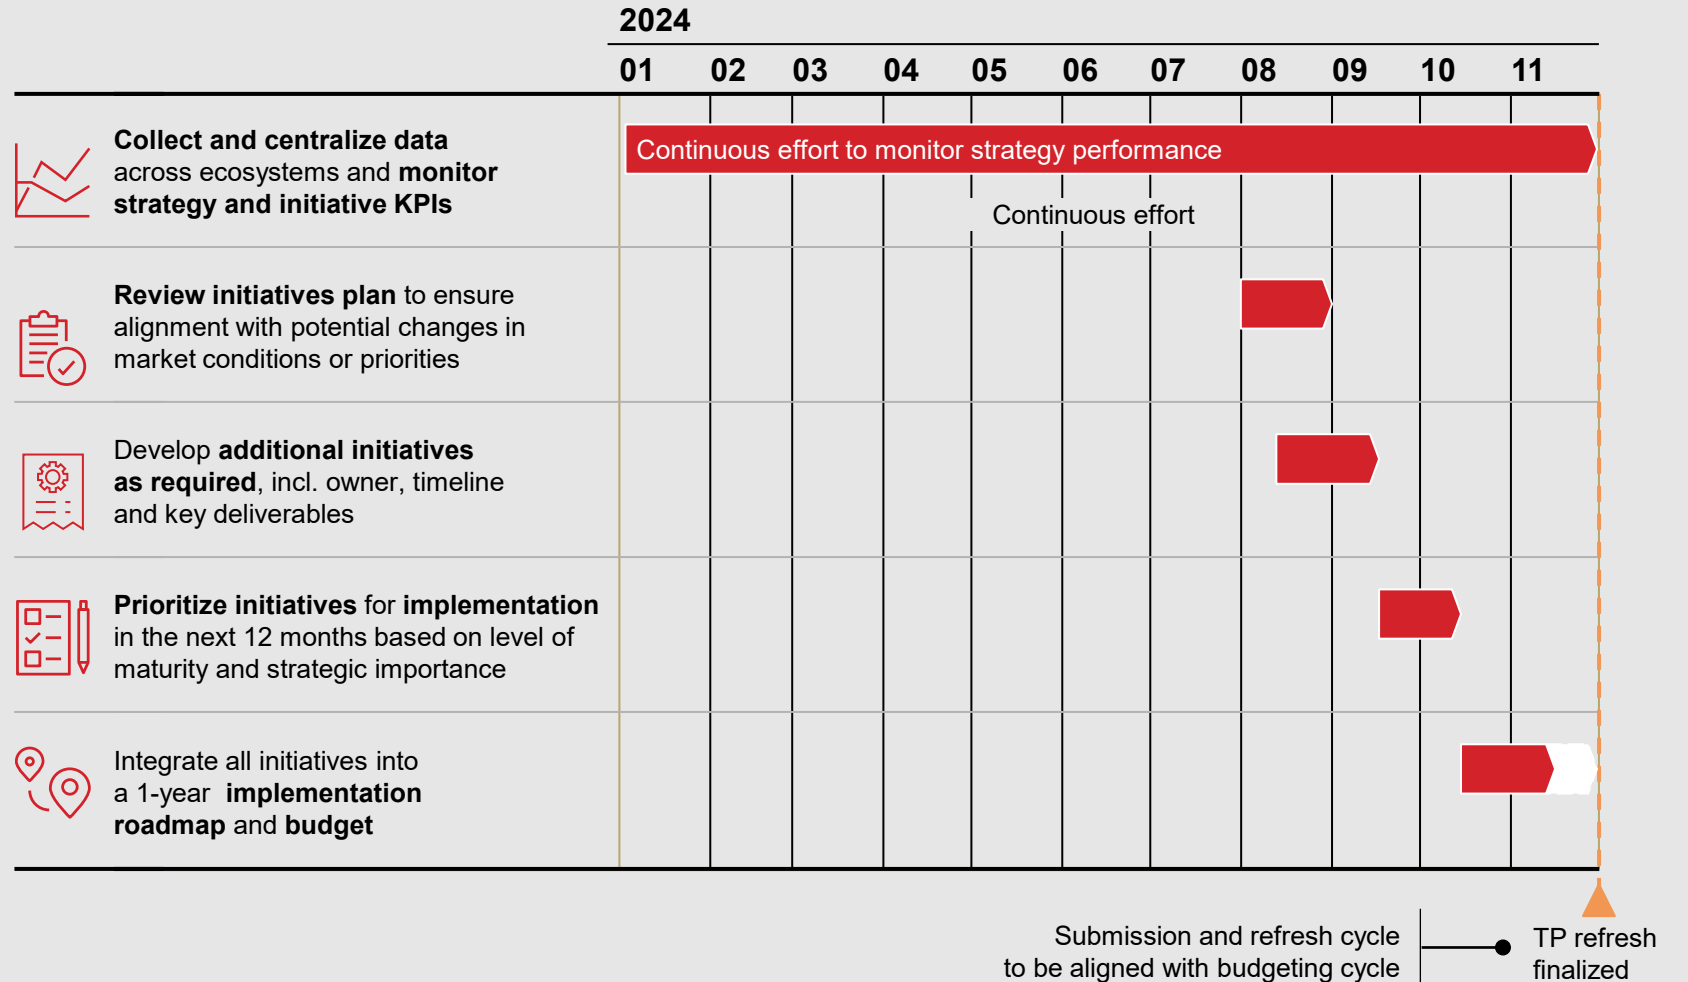 2024
01 02 03 04 05 06 07 08 09 10 11
Collect and centralize data
across ecosystems and monitor
strategy and initiative KPIs
Continuous effort to monitor strategy performance
Continuous effort
Review initiatives plan to ensure
alignment with potential changes in
market conditions or priorities
Develop additional initiatives
as required, incl. owner, timeline
and key deliverables
Prioritize initiatives for implementation
in the next 12 months based on level of
maturity and strategic importance
Integrate all initiatives into
a 1-year implementation
roadmap and budget
Submission and refresh cycle
to be aligned with budgeting cycle
TP refresh
finalized